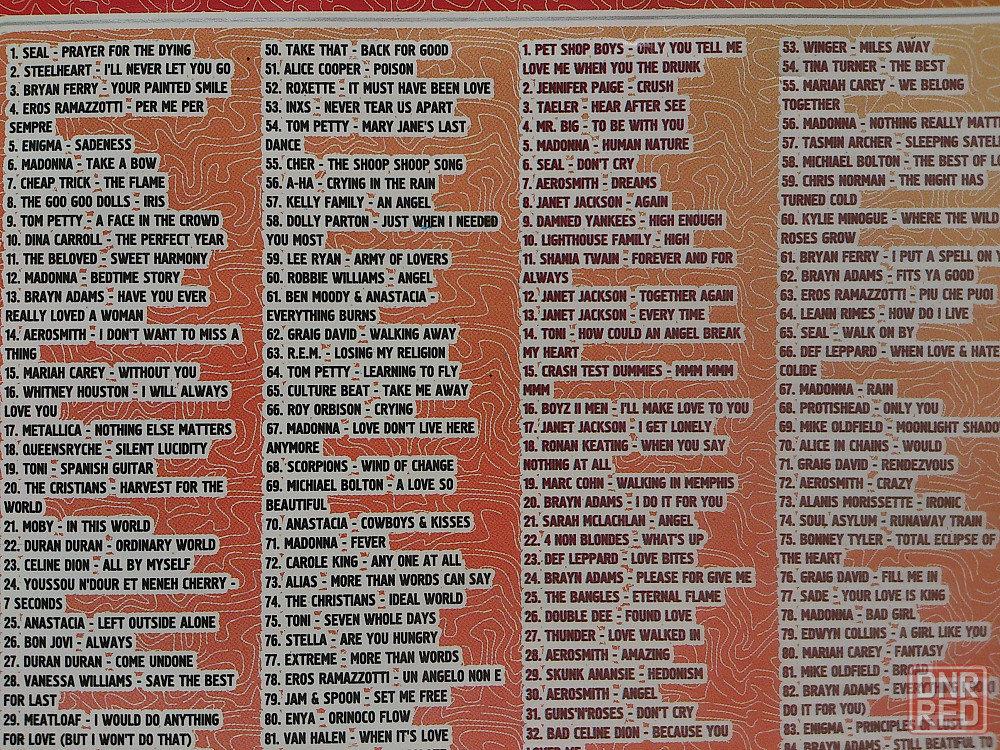 1. SEAL - PRAYER FOR THE DYING
2. STEELHEART - I'LL NEVER LET YOU GO
3. BRYAN FERRY - YOUR PAINTED SMILE
4. EROS RAMAZZOTTI - PER ME PER
SEMPRE
5. ENIGMA - SADENESS
6. MADONNA - TAKE A BOW
7. CHEAP TRICK - THE FLAME
8. THE GOO GOO DOLLS - IRIS
9. TOM PETTY - A FACE IN THE CROWD
10. DINA CARROLL - THE PERFECT YEAR
11. THE BELOVED - SWEET HARMONY
12. MADONNA - BEDTIME STORY
13. BRAYN ADAMS - HAVE YOU EVER
REALLY LOVED A WOMAN
14. AEROSMITH - I DON'T WANT TO MISS A
THING
15. MARIAH CAREY - WITHOUT YOU
16. WHITNEY HOUSTON - I WILL ALWAYS
LOVE YOU
17. METALLICA - NOTHING ELSE MATTERS
18. QUEENSRYCHE - SILENT LUCIDITY
19. TONI - SPANISH GUITAR
20. THE CRISTIANS - HARVEST FOR THE
WORLD
21. MOBY - IN THIS WORLD
22. DURAN DURAN - ORDINARY WORLD
23. CELINE DION - ALL BY MYSELF
24. YOUSSOU N'DOUR ET NENEH CHERRY -
7 SECONDS
25. ANASTACIA - LEFT OUTSIDE ALONE
26. BON JOVI - ALWAYS
27. DURAN DURAN - COME UNDONE
28. VANESSA WILLIAMS - SAVE THE BEST
FOR LAST
29. MEATLOAF - I WOULD DO ANYTHING
FOR LOVE (BUT I WON'T DO THAT)
50. TAKE THAT - BACK FOR GOOD
51. ALICE COOPER - POISON
52. ROXETTE - IT MUST HAVE BEEN LOVE
53. INXS - NEVER TEAR US APART
54. TOM PETTY - MARY JANE'S LAST
DANCE
55. CHER - THE SHOOP SHOOP SONG
56. A-HA - CRYING IN THE RAIN
57. KELLY FAMILY - AN ANGEL
58. DOLLY PARTON - JUST WHEN I NEEDED
YOU MOST
59. LEE RYAN - ARMY OF LOVERS
60. ROBBIE WILLIAMS - ANGEL
61. BEN MOODY & ANASTACIA -
EVERYTHING BURNS
62. GRAIG DAVID - WALKING AWAY
63. R.E.M. - LOSING MY RELIGION
64. TOM PETTY - LEARNING TO FLY
65. CULTURE BEAT - TAKE ME AWAY
66. ROY ORBISON - CRYING
67. MADONNA - LOVE DON'T LIVE HERE
ANYMORE
68. SCORPIONS - WIND OF CHANGE
69. MICHAEL BOLTON - A LOVE SO
BEAUTIFUL
70. ANASTACIA - COWBOYS & KISSES
71. MADONNA - FEVER
72. CAROLE KING - ANY ONE AT ALL
73. ALIAS - MORE THAN WORDS CAN SAY
74. THE CHRISTIANS - IDEAL WORLD
75. TONI - SEVEN WHOLE DAYS
76. STELLA - ARE YOU HUNGRY
77. EXTREME - MORE THAN WORDS
78. EROS RAMAZZOTTI - UN ANGELO NON E
79. JAM & SPOON - SET ME FREE
80. ENYA - ORINOCO FLOW
81. VAN HALEN - WHEN IT'S LOVE
1. PET SHOP BOYS - ONLY YOU TELL ME
LOVE ME WHEN YOU THE DRUNK
2. JENNIFER PAIGE - CRUSH
3. TAELER - HEAR AFTER SEE
4. MR. BIG - TO BE WITH YOU
5. MADONNA - HUMAN NATURE
6. SEAL - DON'T CRY
7. AEROSMITH - DREAMS
8. JANET JACKSON - AGAIN
9. DAMNED YANKEES - HIGH ENOUGH
10. LIGHTHOUSE FAMILY - HIGH
11. SHANIA TWAIN - FOREVER AND FOR
ALWAYS
12. JANET JACKSON - TOGETHER AGAIN
13. JANET JACKSON - EVERY TIME
14. TONI - HOW COULD AN ANGEL BREAK
MY HEART
15. CRASH TEST DUMMIES - MMM MMM
MMM
16. BOYZ II MEN - I'LL MAKE LOVE TO YOU
17. JANET JACKSON - I GET LONELY
18. RONAN KEATING - WHEN YOU SAY
NOTHING AT ALL
19. MARC COHN - WALKING IN MEMPHIS
20. BRAYN ADAMS - I DO IT FOR YOU
21. SARAH MCLACHLAN - ANGEL
22. 4 NON BLONDES - WHAT'S UP
23. DEF LEPPARD - LOVE BITES
24. BRAYN ADAMS - PLEASE FOR GIVE ME
25. THE BANGLES - ETERNAL FLAME
26. DOUBLE DEE - FOUND LOVE
27. THUNDER - LOVE WALKED IN
28. AEROSMITH - AMAZING
29. SKUNK ANANSIE - HEDONISM
30. AEROSMITH - ANGEL
31. GUNS'N'ROSES - DON'T CRY
32. BAD CELINE DION - BECAUSE YOU
LOVED ME
53. WINGER - MILES AWAY
54. TINA TURNER - THE BEST
55. MARIAH CAREY - WE BELONG
TOGETHER
56. MADONNA - NOTHING REALLY MATT
57. TASMIN ARCHER - SLEEPING SATELL
58. MICHAEL BOLTON - THE BEST OF L
59. CHRIS NORMAN - THE NIGHT HAS
TURNED COLD
60. KYLIE MINOGUE - WHERE THE WILD
ROSES GROW
61. BRYAN FERRY - I PUT A SPELL ON Y
62. BRAYN ADAMS - FITS YA GOOD
63. EROS RAMAZZOTTI - PIU CHE PUOI
64. LEANN RIMES - HOW DO I LIVE
65. SEAL - WALK ON BY
66. DEF LEPPARD - WHEN LOVE & HATE
COLIDE
67. MADONNA - RAIN
68. PROTISHEAD - ONLY YOU
69. MIKE OLDFIELD - MOONLIGHT SHADO
70. ALICE IN CHAINS - WOULD
71. GRAIG DAVID - RENDEZVOUS
72. AEROSMITH - CRAZY
73. ALANIS MORISSETTE - IRONIC
74. SOUL ASYLUM - RUNAWAY TRAIN
75. BONNEY TYLER - TOTAL ECLIPSE OF
THE HEART
76. GRAIG DAVID - FILL ME IN
77. SADE - YOUR LOVE IS KING
78. MADONNA - BAD GIRL
79. EDWYN COLLINS - A GIRL LIKE YOU
80. MARIAH CAREY - FANTASY
81. MIKE OLDFIELD -
82. BRAYN ADAMS -
DO IT FOR YOU)
83. ENIGMA - PRINCIPLES
84. BRAYN ADAMS - STILL BEAUTIFUL TO
DNR
RED